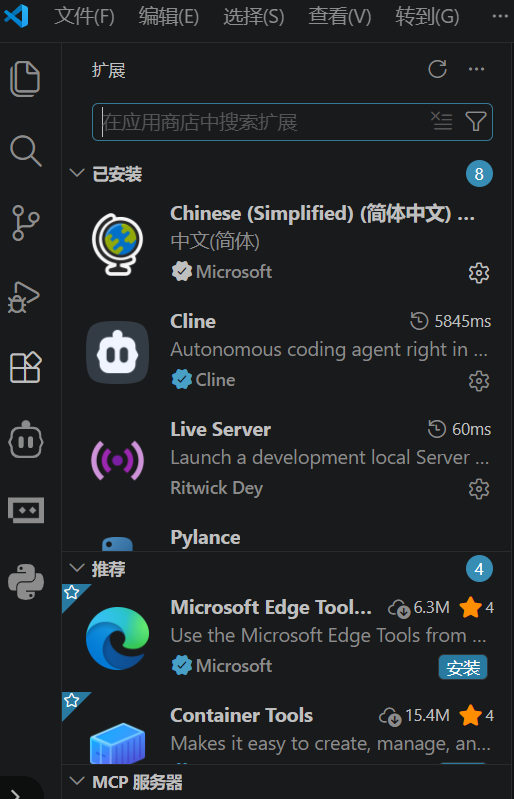 文件(F) 编辑(E) 选择(S) 查看(V) 转到(G) ···
扩展
在应用商店中搜索扩展
已安装 8
Chinese (Simplified) (简体中文) ...
中文(简体)
Microsoft
Cline 5845ms
Autonomous coding agent right in ...
Cline
Live Server 60ms
Launch a development local Server ...
Ritwick Dey
Pylance
推荐 4
Microsoft Edge Tool... 6.3M 4
Use the Microsoft Edge Tools from ...
Microsoft 安装
Container Tools 15.4M 4
Makes it easy to create, manage, an...
MCP 服务器